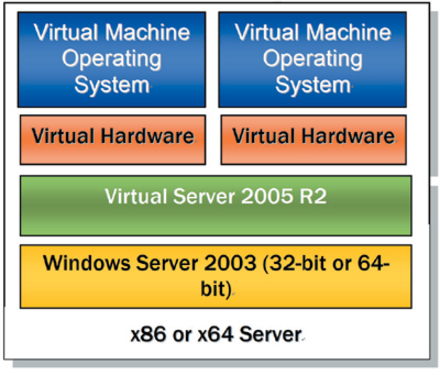 Virtual Machine
Operating
System
Virtual Machine
Operating
System
Virtual Hardware
Virtual Hardware
Virtual Server 2005 R2
Windows Server 2003 (32-bit or 64-
bit)
x86 or x64 Server